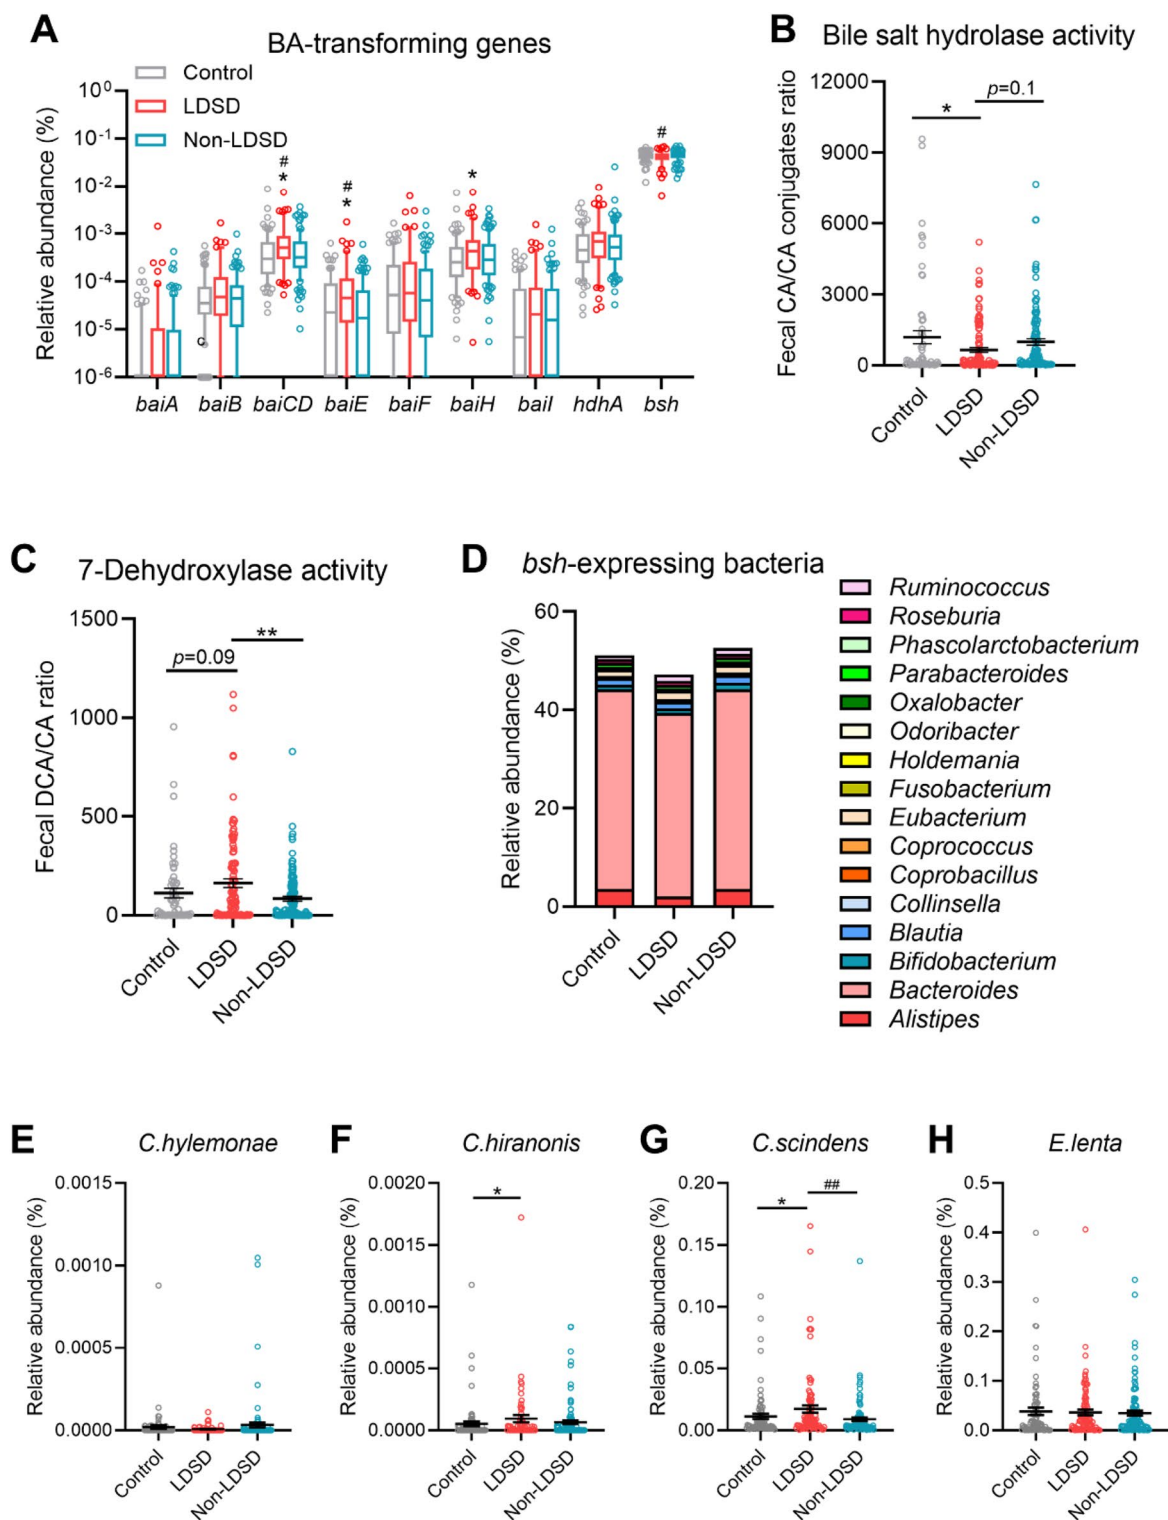 A
BA-transforming genes
Control
LDSD
Non-LDSD
Relative abundance (%)
10^0
10^-1
10^-2
10^-3
10^-4
10^-5
10^-6
#
*
#
*
*
#
c
baiA baiB baiCD baiE baiF baiH baiI hdhA bsh
B
Bile salt hydrolase activity
Fecal CA/CA conjugates ratio
12000
9000
6000
3000
0
*
p=0.1
Control LDSD Non-LDSD
C
7-Dehydroxylase activity
Fecal DCA/CA ratio
1500
1000
500
0
p=0.09
**
Control LDSD Non-LDSD
D
bsh-expressing bacteria
Relative abundance (%)
60
40
20
0
Control LDSD Non-LDSD
Ruminococcus
Roseburia
Phascolarctobacterium
Parabacteroides
Oxalobacter
Odoribacter
Holdemania
Fusobacterium
Eubacterium
Coprococcus
Coprobacillus
Collinsella
Blautia
Bifidobacterium
Bacteroides
Alistipes
E
C.hylemonae
Relative abundance (%)
0.0015
0.0010
0.0005
0.0000
Control LDSD Non-LDSD
F
C.hiranonis
Relative abundance (%)
0.0020
0.0015
0.0010
0.0005
0.0000
*
Control LDSD Non-LDSD
G
C.scindens
Relative abundance (%)
0.20
0.15
0.10
0.05
0.00
*
##
Control LDSD Non-LDSD
H
E.lenta
Relative abundance (%)
0.5
0.4
0.3
0.2
0.1
0.0
Control LDSD Non-LDSD